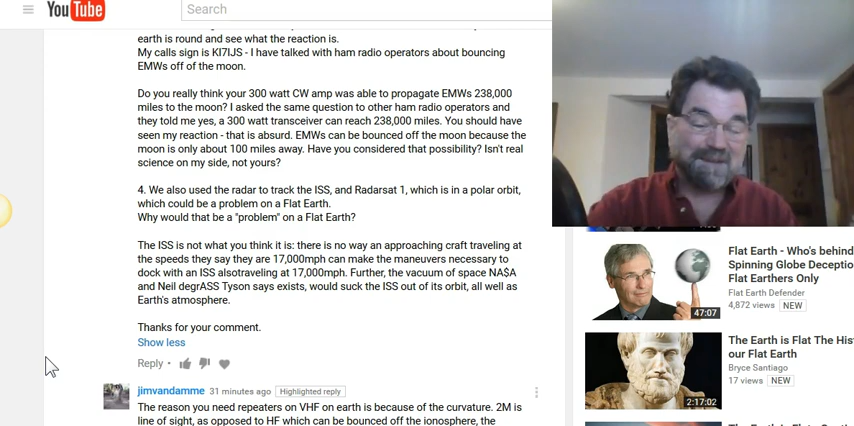 YouTube
Search
earth is round and see what the reaction is.
My calls sign is KI7IJS - I have talked with ham radio operators about bouncing
EMWs off of the moon.
Do you really think your 300 watt CW amp was able to propagate EMWs 238,000
miles to the moon? I asked the same question to other ham radio operators and
they told me yes, a 300 watt transceiver can reach 238,000 miles. You should have
seen my reaction - that is absurd. EMWs can be bounced off the moon because the
moon is only about 100 miles away. Have you considered that possibility? Isn't real
science on my side, not yours?
4. We also used the radar to track the ISS, and Radarsat 1, which is in a polar orbit,
which could be a problem on a Flat Earth.
Why would that be a "problem" on a Flat Earth?
The ISS is not what you think it is: there is no way an approaching craft traveling at
the speeds they say they are 17,000mph can make the maneuvers necessary to
dock with an ISS alsotraveling at 17,000mph. Further, the vacuum of space NA$A
and Neil degrASS Tyson says exists, would suck the ISS out of its orbit, all well as
Earth's atmosphere.
Thanks for your comment.
Show less
Reply
jimvandamme 31 minutes ago Highlighted reply
The reason you need repeaters on VHF on earth is because of the curvature. 2M is
line of sight, as opposed to HF which can be bounced off the ionosphere, the
Flat Earth - Who's behind
Spinning Globe Deceptio
Flat Earthers Only
Flat Earth Defender
4,872 views NEW
47:07
The Earth is Flat The His
our Flat Earth
Bryce Santiago
17 views NEW
2:17:02